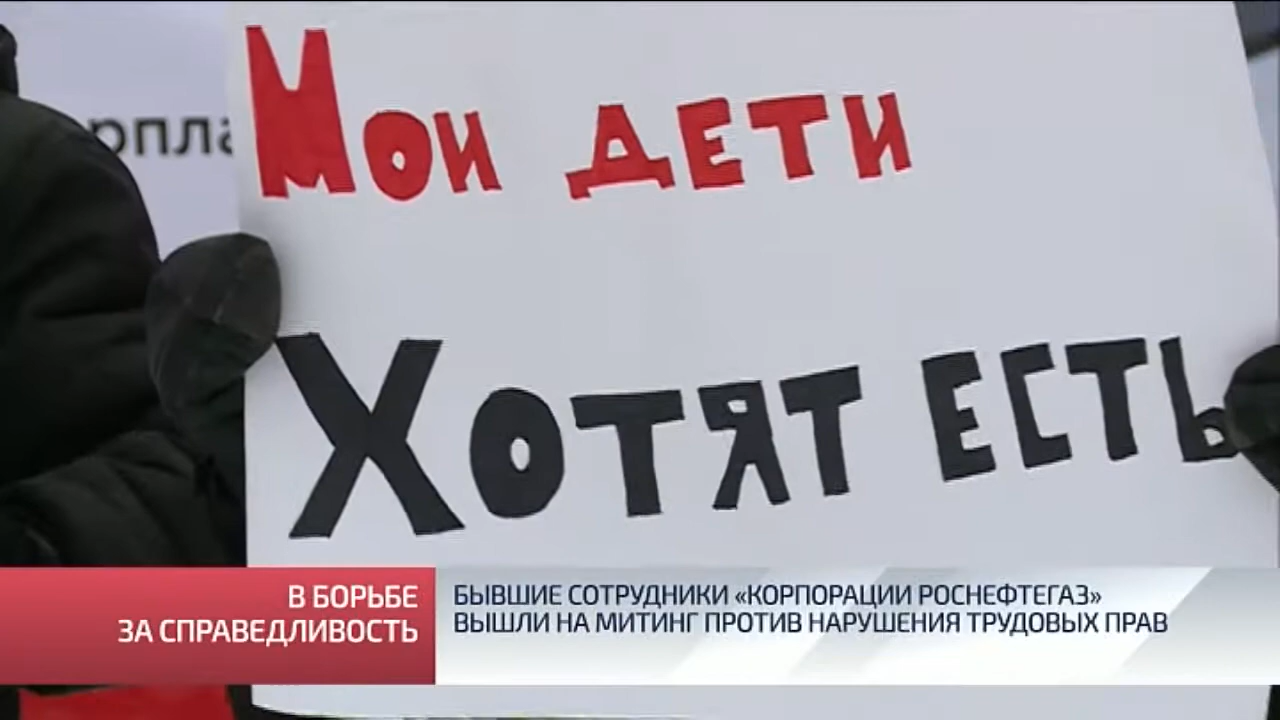 Мои дети
Хотят есть
В БОРЬБЕ
ЗА СПРАВЕДЛИВОСТЬ
БЫВШИЕ СОТРУДНИКИ «КОРПОРАЦИИ РОСНЕФТЕГАЗ»
ВЫШЛИ НА МИТИНГ ПРОТИВ НАРУШЕНИЯ ТРУДОВЫХ ПРАВ